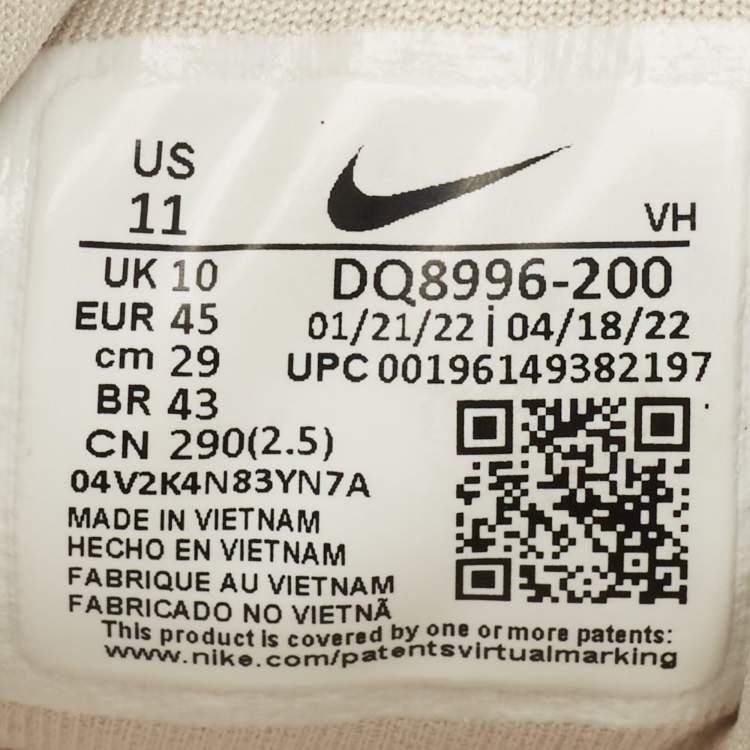 US
11
VH
UK 10
EUR 45
cm 29
BR 43
CN 290(2.5)
DQ8996-200
01/21/22 | 04/18/22
UPC 00196149382197
04V2K4N83YN7A
MADE IN VIETNAM
HECHO EN VIETNAM
FABRIQUE AU VIETNAM
FABRICADO NO VIETNÃ
This product is covered by one or more patents:
www.nike.com/patentsvirtualmarking